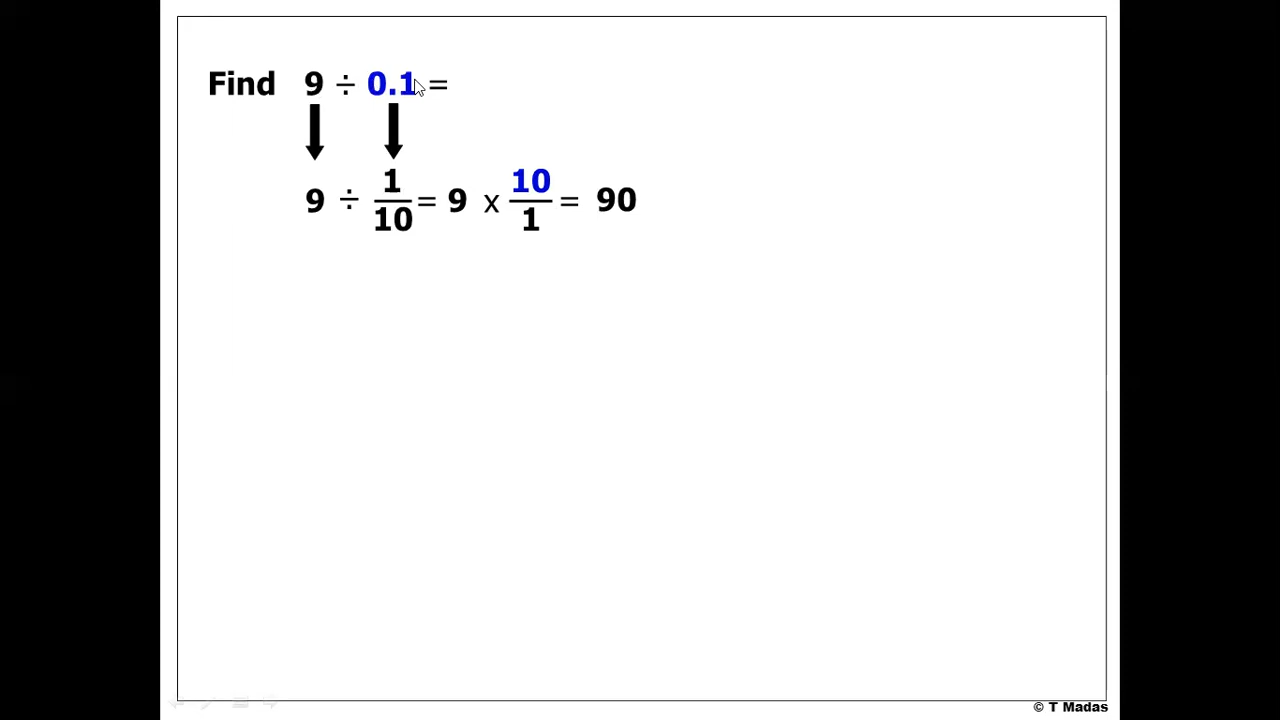 Find 9 ÷ 0.1 =
9 ÷ 1/10 = 9 x 10/1 = 90
© T Madas